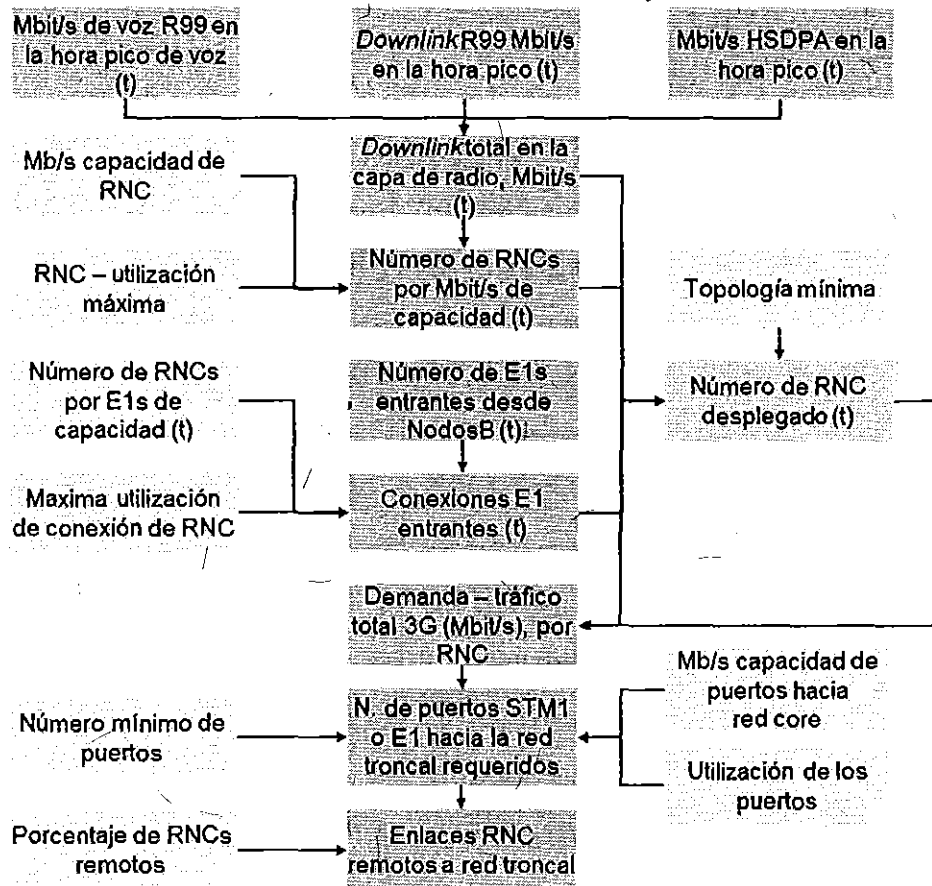 Mbit/s de voz R99 en
la hora pico de voz
(t)
Downlink R99 Mbit/s
en la hora pico (t)
Mbit/s HSDPA en la
hora pico (t)
Mb/s capacidad de
RNC
Downlink total en la
capa de radio, Mbit/s
(t)
RNC – utilización
máxima
Número de RNCs
por Mbit/s de
capacidad (t)
Topología mínima
Número de RNCs
por E1s de
capacidad (t)
Número de E1s
entrantes desde
NodosB (t)
Número de RNC
desplegado (t)
Maxima utilización
de conexión de RNC
Conexiones E1
entrantes (t)
Demanda – tráfico
total 3G (Mbit/s), por
RNC
Mb/s capacidad de
puertos hacia
red core
Número mínimo de
puertos
N. de puertos STM1
o E1 hacia la red
troncal requeridos
Utilización de los
puertos
Porcentaje de RNCs
remotos
Enlaces RNC
remotos a red troncal